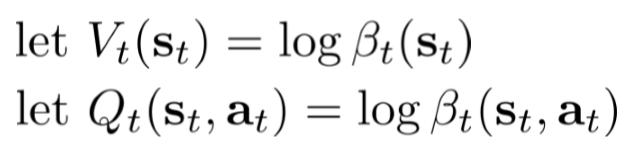 let V_t(s_t) = log β_t(s_t)
let Q_t(s_t, a_t) = log β_t(s_t, a_t)